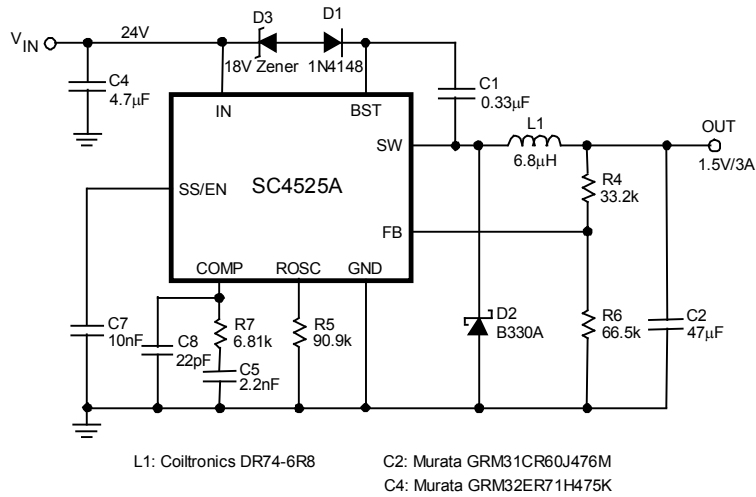 D3
D1
V IN
24V
18V Zener
1N4148
C4
4.7µF
C1
0.33µF
IN
BST
L1
OUT
SW
6.8µH
1.5V/3A
R4
33.2k
SS/EN
SC4525A
FB
COMP
ROSC
GND
C7
10nF
C8
22pF
R7
6.81k
R5
90.9k
C5
2.2nF
D2
B330A
R6
66.5k
C2
47µF
L1: Coiltronics DR74-6R8
C2: Murata GRM31CR60J476M
C4: Murata GRM32ER71H475K